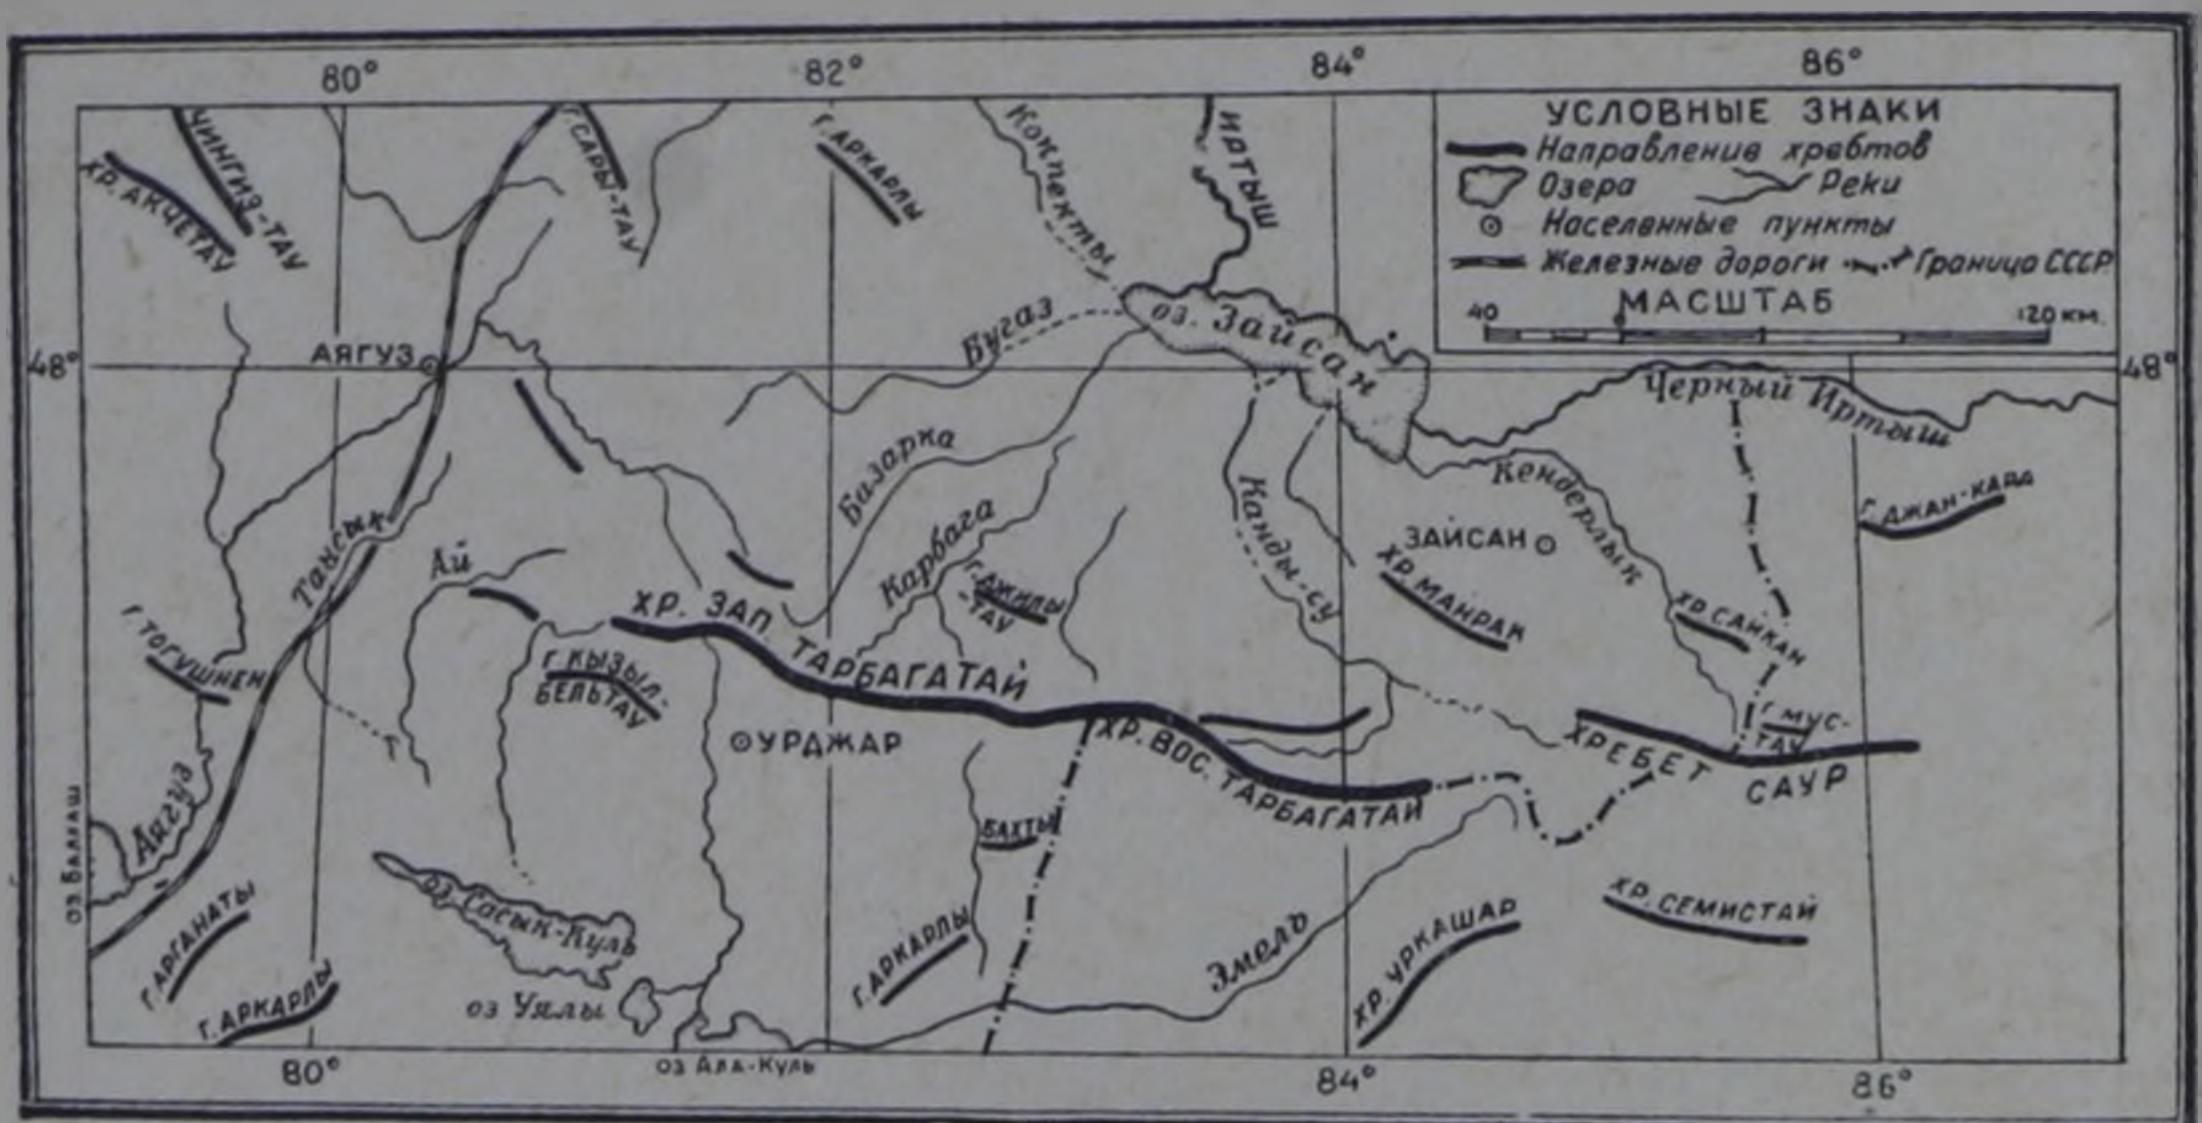 80° 82° 84° 86°
УСЛОВНЫЕ ЗНАКИ
Направление хребтов
Озера Реки
Населенные пункты
Железные дороги Граница СССР
МАСШТАБ
40 120 км.
ЧИНГИЗ-ТАУ
ХР. АКЧЕТАУ
Г. САРЫ-ТАУ
Г. АРКАРЛЫ
Кокпекты
ИРТЫШ
48° 48°
АЯГУЗ
Бугаз
оз. Зайсан
Черный Иртыш
Базарка
Карбага
Канды-су
Кендерлык
ЗАЙСАН
Г. ДЖАН-КАРА
Тансык
Ай
Г. ДЖИЛЫ
-ТАУ
ХР. МАНРАК
ХР. САЙКАН
Г. ТОГУШНЕН
ХР. ЗАП. ТАРБАГАТАЙ
Г. КЫЗЫЛ-
БЕЛЬТАУ
УРДЖАР
ХР. ВОС. ТАРБАГАТАЙ
ХРЕБЕТ САУР
Г. МУС-
ТАУ
Аягуз
оз БАЛХАШ
БАХТЫ
Г. АРГАНАТЫ
Г. АРКАРЛЫ
оз. Сасык-Куль
оз Уялы
Г. АРКАРЛЫ
Эмель
ХР. УРКАШАР
ХР. СЕМИСТАЙ
80° оз АЛА-КУЛЬ 84° 86°